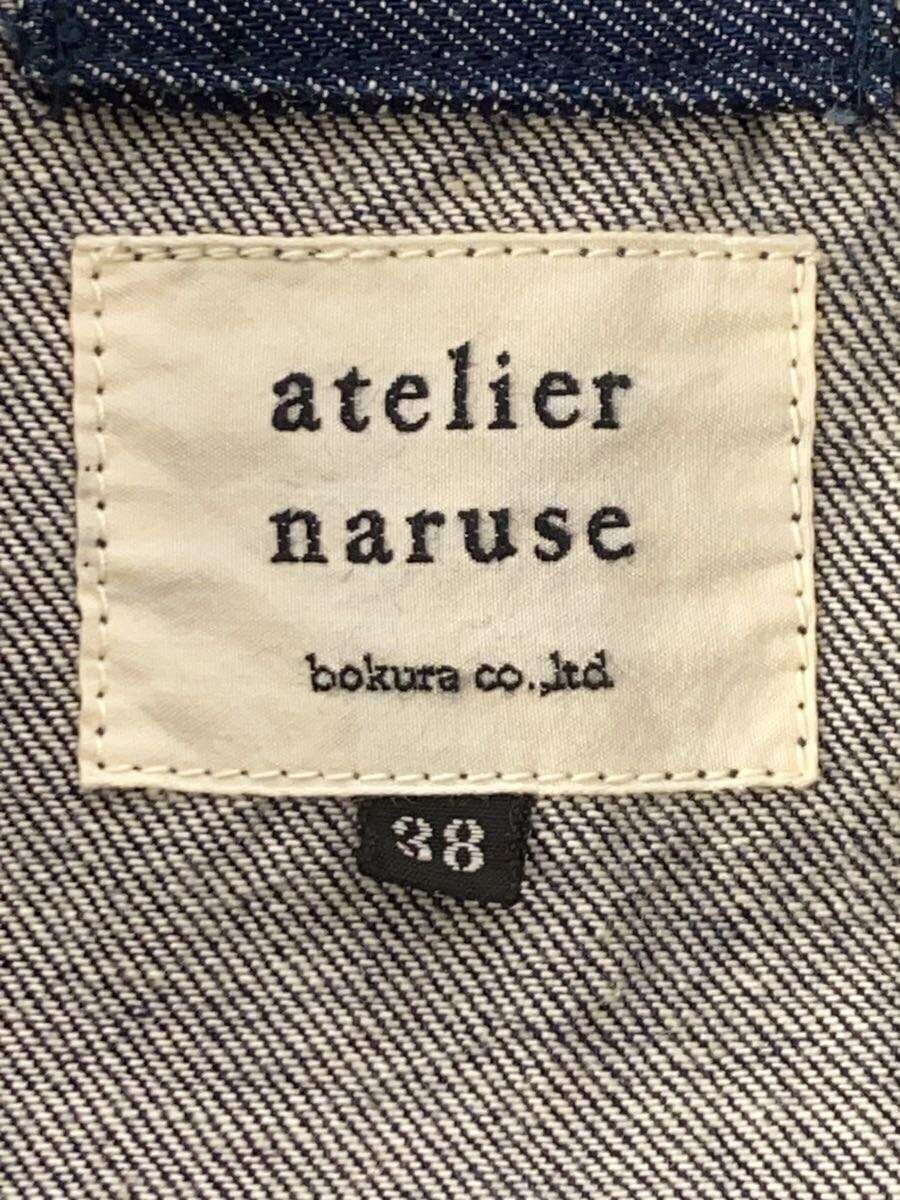 atelier
naruse
bokura co.,ltd
38